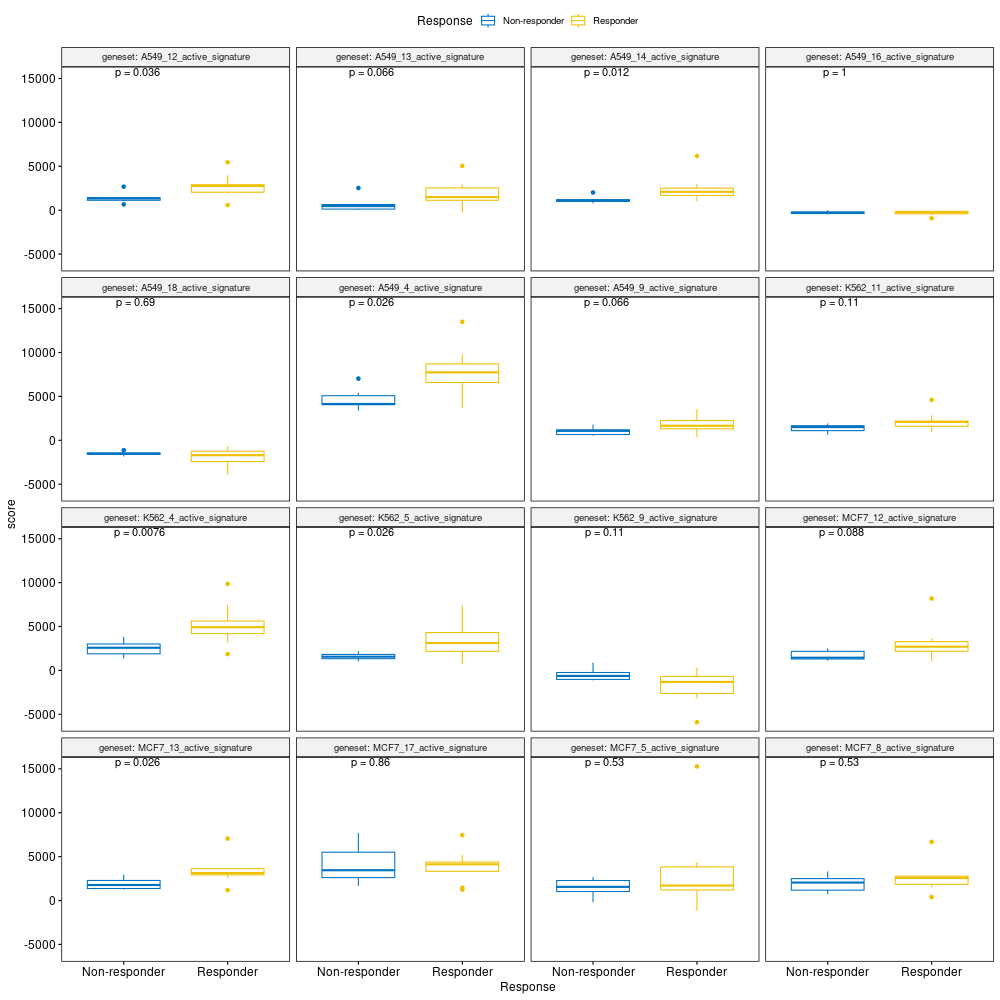 Response Non-responder Responder
geneset: A549_12_active_signature geneset: A549_13_active_signature geneset: A549_14_active_signature geneset: A549_16_active_signature
p = 0.036 p = 0.066 p = 0.012 p = 1
15000
10000
5000
0
-5000
geneset: A549_18_active_signature geneset: A549_4_active_signature geneset: A549_9_active_signature geneset: K562_11_active_signature
p = 0.69 p = 0.026 p = 0.066 p = 0.11
15000
10000
5000
0
-5000
score
geneset: K562_4_active_signature geneset: K562_5_active_signature geneset: K562_9_active_signature geneset: MCF7_12_active_signature
p = 0.0076 p = 0.026 p = 0.11 p = 0.088
15000
10000
5000
0
-5000
geneset: MCF7_13_active_signature geneset: MCF7_17_active_signature geneset: MCF7_5_active_signature geneset: MCF7_8_active_signature
p = 0.026 p = 0.86 p = 0.53 p = 0.53
15000
10000
5000
0
-5000
Non-responder Responder Non-responder Responder Non-responder Responder Non-responder Responder
Response